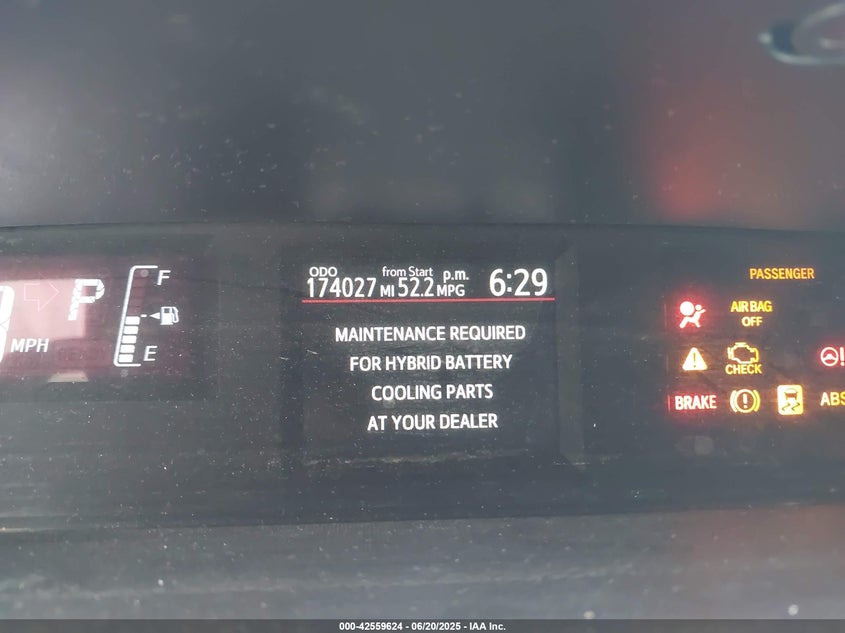 P
F
E
MPH
ODO from Start p.m.
174027 MI 52.2 MPG 6:29
MAINTENANCE REQUIRED
FOR HYBRID BATTERY
COOLING PARTS
AT YOUR DEALER
PASSENGER
AIR BAG
OFF
CHECK
BRAKE
ABS
000-42559624 - 06/20/2025 - IAA Inc.